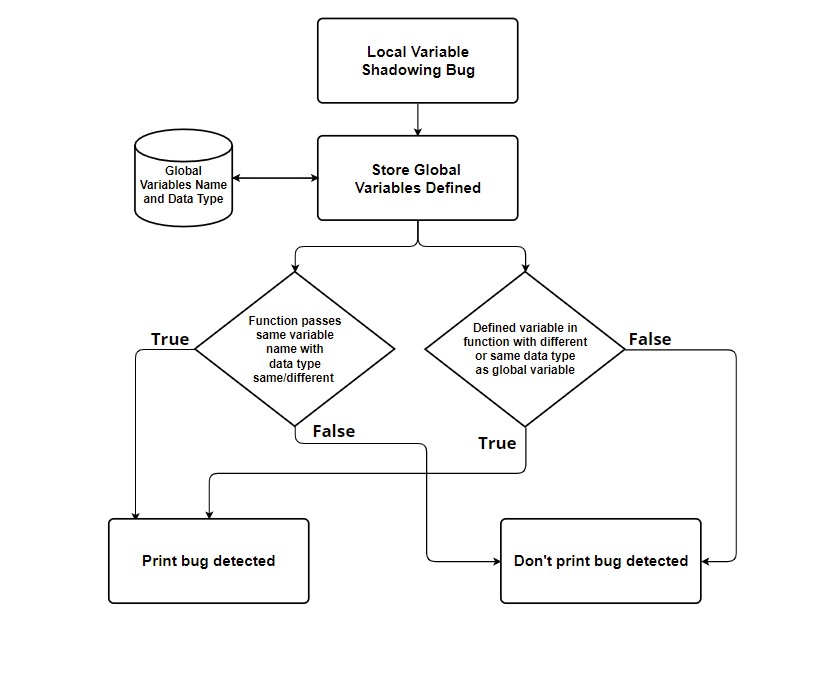 Local Variable
Shadowing Bug
Global
Variables Name
and Data Type
Store Global
Variables Defined
Function passes
same variable
name with
data type
same/different
Defined variable in
function with different
or same data type
as global variable
True
False
False
True
Print bug detected
Don't print bug detected